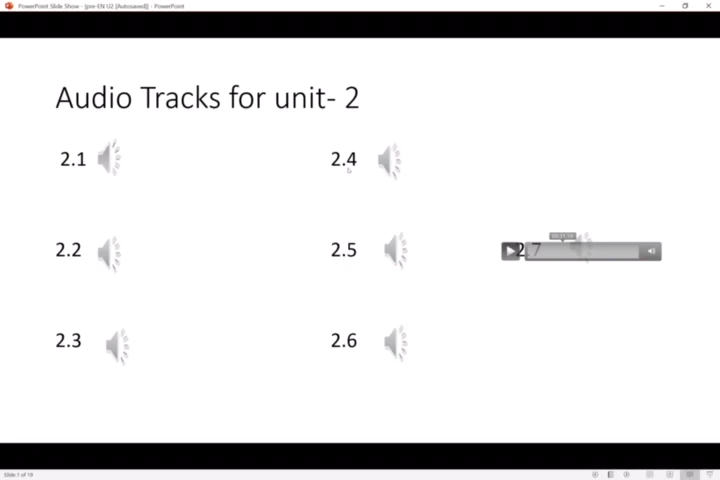 PowerPoint Slide Show - [pre-EN U2 [Autosaved]] - PowerPoint
Audio Tracks for unit- 2
2.1
2.4
2.2
2.5
2.7
2.3
2.6
Slide 1 of 19